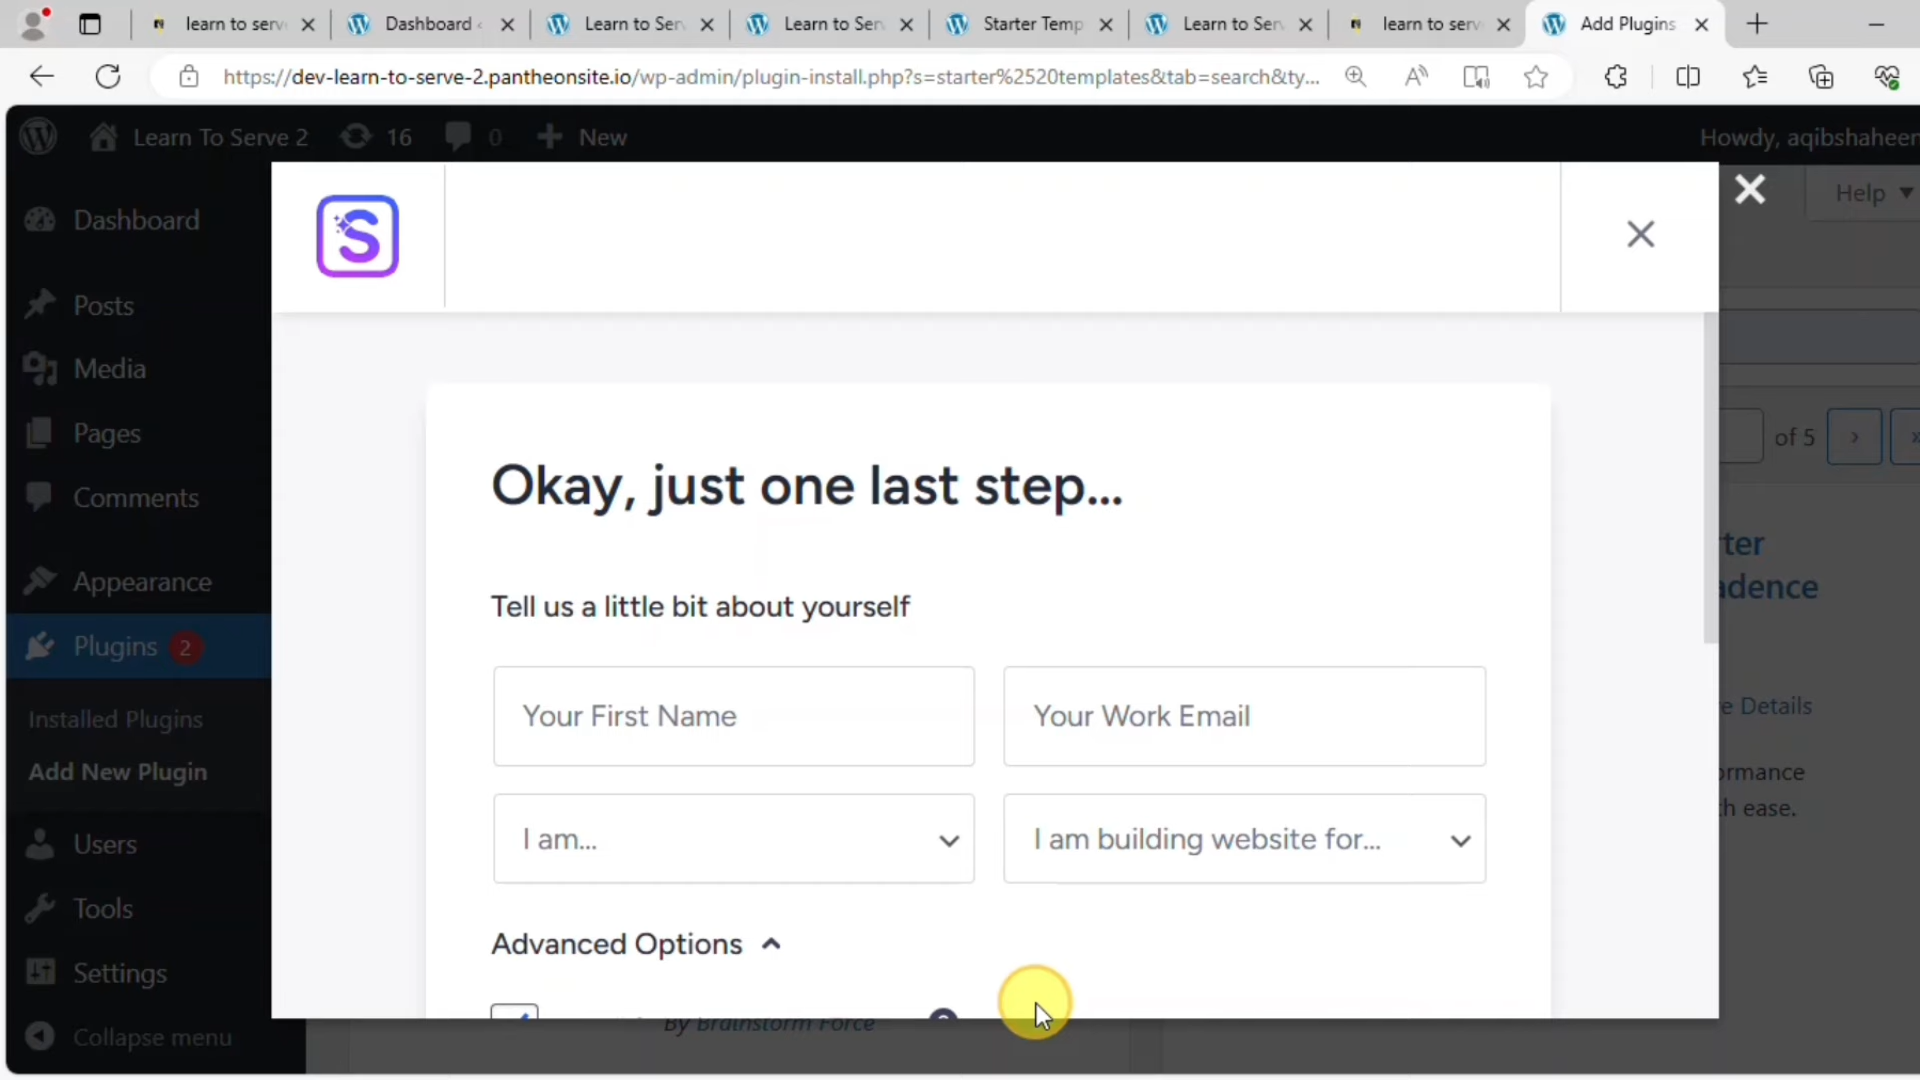 learn to serv
Dashboard
Learn to Ser
Learn to Ser
Starter Temp
Learn to Ser
learn to serv
Add Plugins
https://dev-learn-to-serve-2.pantheonsite.io/wp-admin/plugin-install.php?s=starter%2520templates&tab=search&ty...
Learn To Serve 2
16
0
New
Howdy, aqibshaheen
Help
Dashboard
Posts
Media
Pages
Comments
Appearance
Plugins 2
Installed Plugins
Add New Plugin
Users
Tools
Settings
Collapse menu
S
Okay, just one last step...
Tell us a little bit about yourself
Your First Name
Your Work Email
I am...
I am building website for...
Advanced Options
By Brainstorm Force
of 5
›
»
ter
adence
e Details
ormance
h ease.